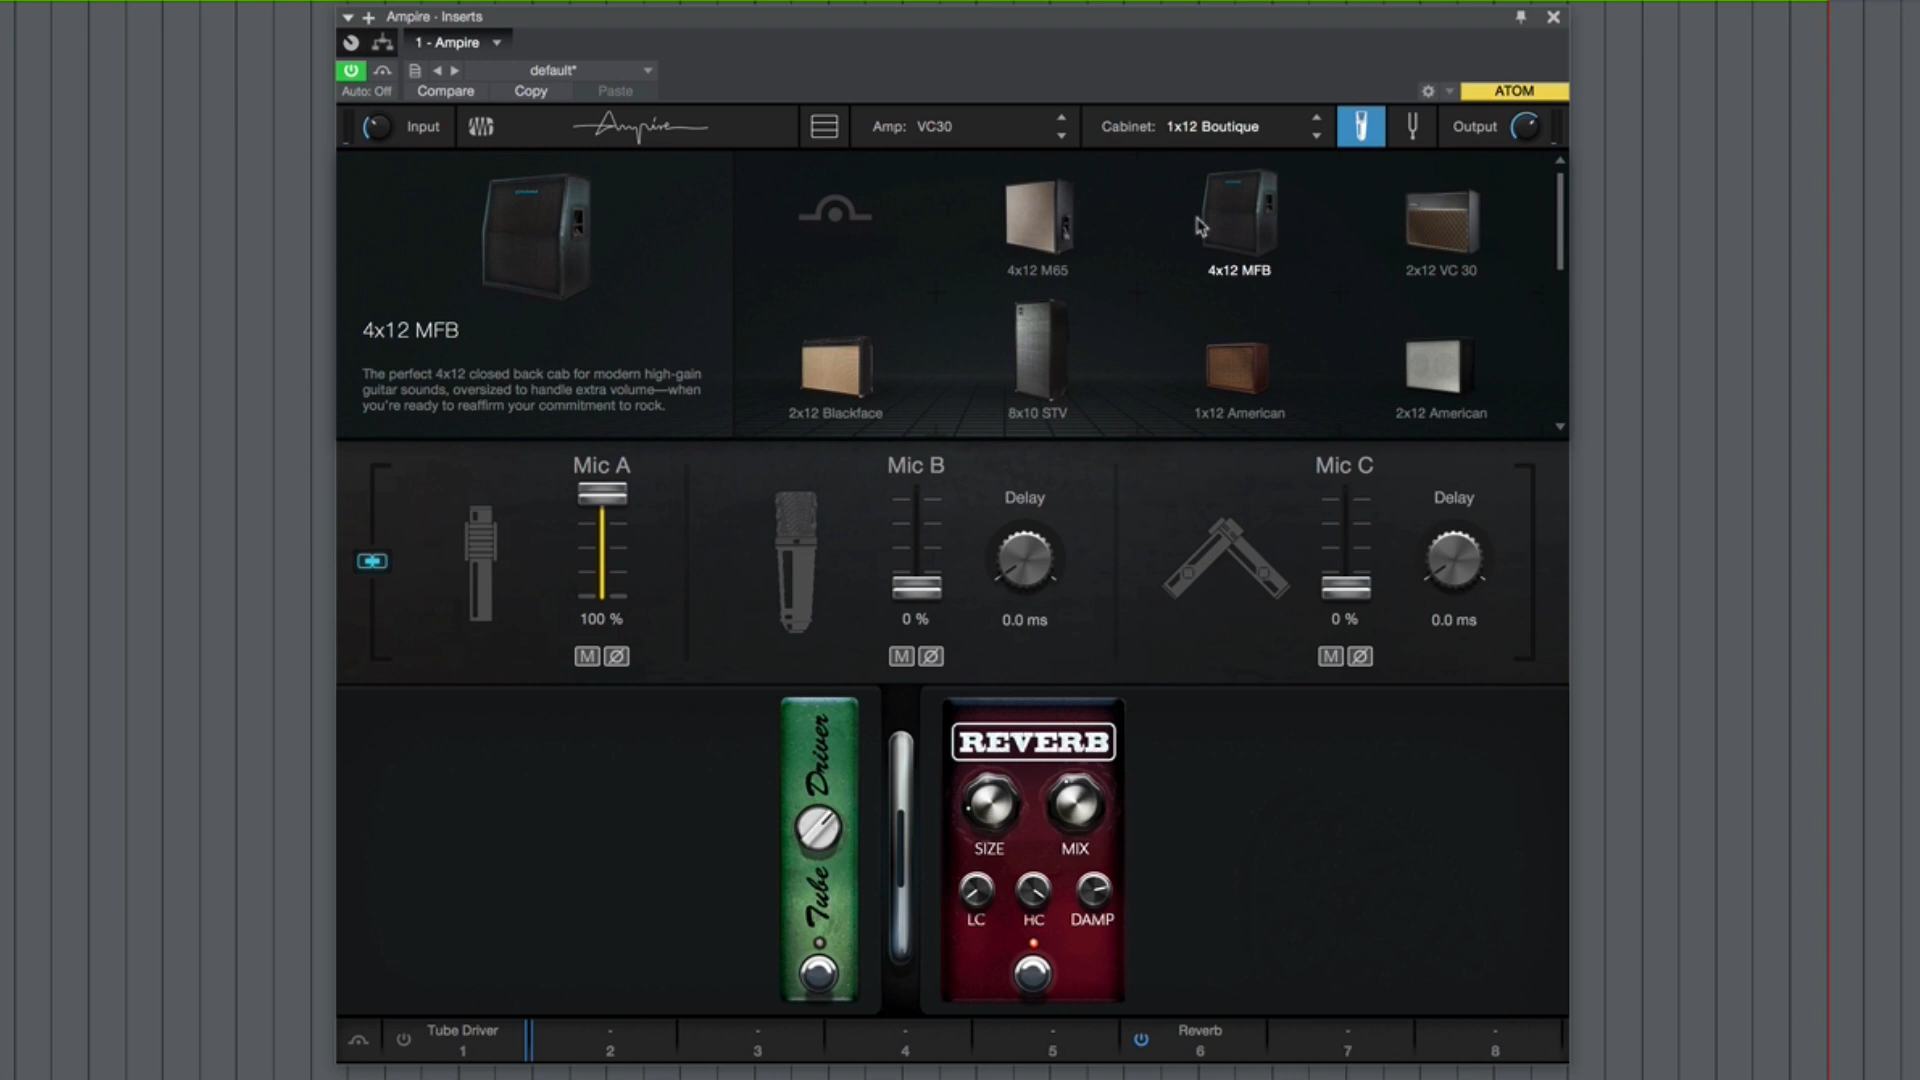 Ampire - Inserts
1 - Ampire
default*
Auto: Off
Compare
Copy
Paste
ATOM
Input
Ampire
Amp: VC30
Cabinet: 1x12 Boutique
Output
4x12 M65
4x12 MFB
2x12 VC 30
4x12 MFB
The perfect 4x12 closed back cab for modern high-gain
guitar sounds, oversized to handle extra volume—when
you're ready to reaffirm your commitment to rock.
2x12 Blackface
8x10 STV
1x12 American
2x12 American
Mic A
100 %
M Ø
Mic B
Delay
0 %
0.0 ms
M Ø
Mic C
Delay
0 %
0.0 ms
M Ø
Tube Driver
REVERB
SIZE
MIX
LC
HC
DAMP
Tube Driver
1
-
2
-
3
-
4
-
5
Reverb
6
-
7
-
8